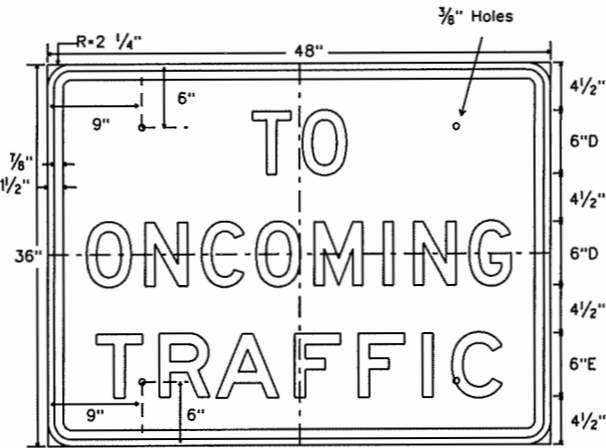 3/8" Holes
R=2 1/4"
48"
4 1/2"
6"
9"
TO
6"D
7/8"
1 1/2"
4 1/2"
36"
ONCOMING
6"D
4 1/2"
TRAFFIC
6"E
9"
6"
4 1/2"